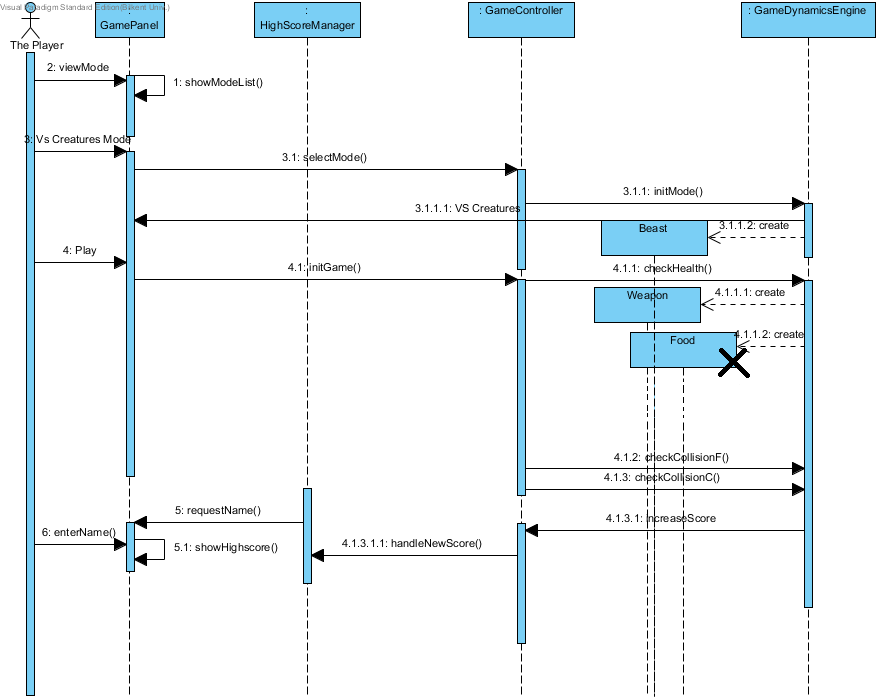 Visual Paradigm Standard Edition(Bilkent Univ.)
The Player
:
GamePanel
:
HighScoreManager
: GameController
: GameDynamicsEngine
2: viewMode
1: showModeList()
3: Vs Creatures Mode
3.1: selectMode()
3.1.1: initMode()
3.1.1.1: VS Creatures
Beast
3.1.1.2: create
4: Play
4.1: initGame()
4.1.1: checkHealth()
Weapon
4.1.1.1: create
Food
4.1.1.2: create
4.1.2: checkCollisionF()
4.1.3: checkCollisionC()
5: requestName()
4.1.3.1: increaseScore
6: enterName()
5.1: showHighscore()
4.1.3.1.1: handleNewScore()